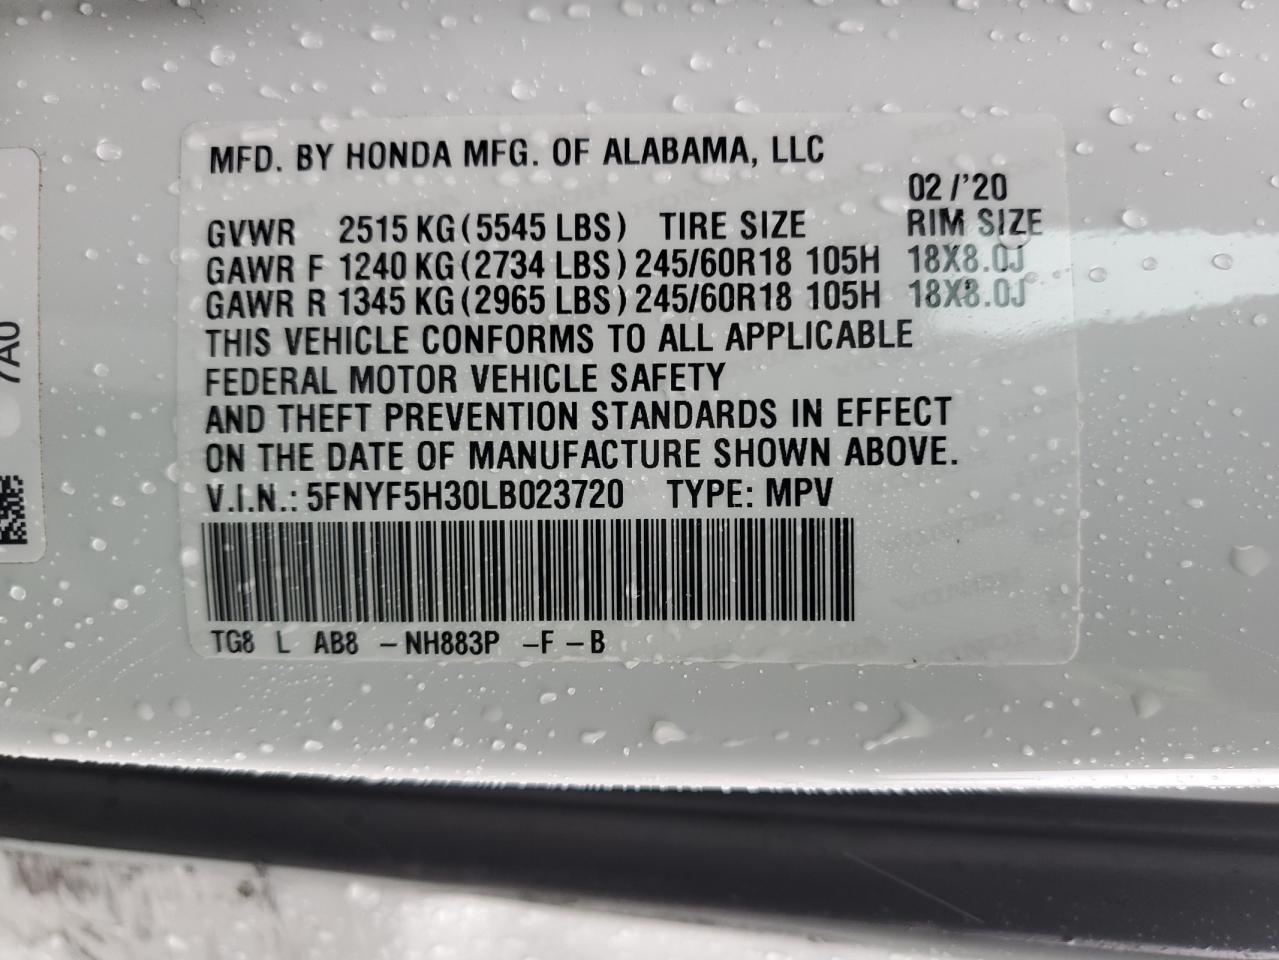 MFD. BY HONDA MFG. OF ALABAMA, LLC
02 /'20
GVWR 2515 KG (5545 LBS) TIRE SIZE RIM SIZE
GAWR F 1240 KG (2734 LBS) 245/60R18 105H 18X8.0J
GAWR R 1345 KG (2965 LBS) 245/60R18 105H 18X8.0J
THIS VEHICLE CONFORMS TO ALL APPLICABLE
FEDERAL MOTOR VEHICLE SAFETY
AND THEFT PREVENTION STANDARDS IN EFFECT
ON THE DATE OF MANUFACTURE SHOWN ABOVE.
V.I.N.: 5FNYF5H30LB023720 TYPE: MPV
TG8 L AB8 - NH883P - F - B
7A0